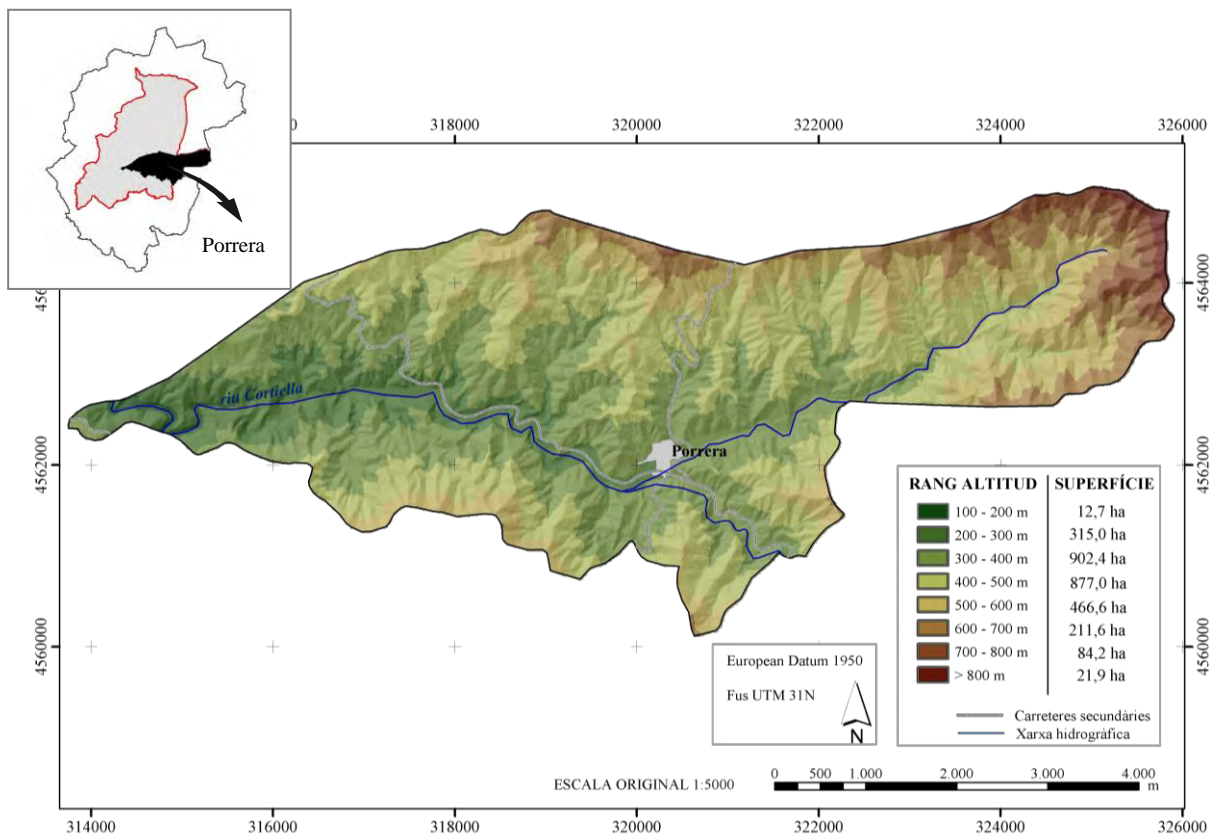 Porrera
0
318000
320000
322000
324000
326000
4564000
4564000
riu Cortiella
Porrera
4562000
4562000
RANG ALTITUD SUPERFÍCIE
100 - 200 m 12,7 ha
200 - 300 m 315,0 ha
300 - 400 m 902,4 ha
400 - 500 m 877,0 ha
500 - 600 m 466,6 ha
600 - 700 m 211,6 ha
700 - 800 m 84,2 ha
> 800 m 21,9 ha
Carreteres secundàries
Xarxa hidrogràfica
4560000
4560000
European Datum 1950
Fus UTM 31N
N
ESCALA ORIGINAL 1:5000
0 500 1.000 2.000 3.000 4.000
m
314000
316000
318000
320000
322000
324000
326000